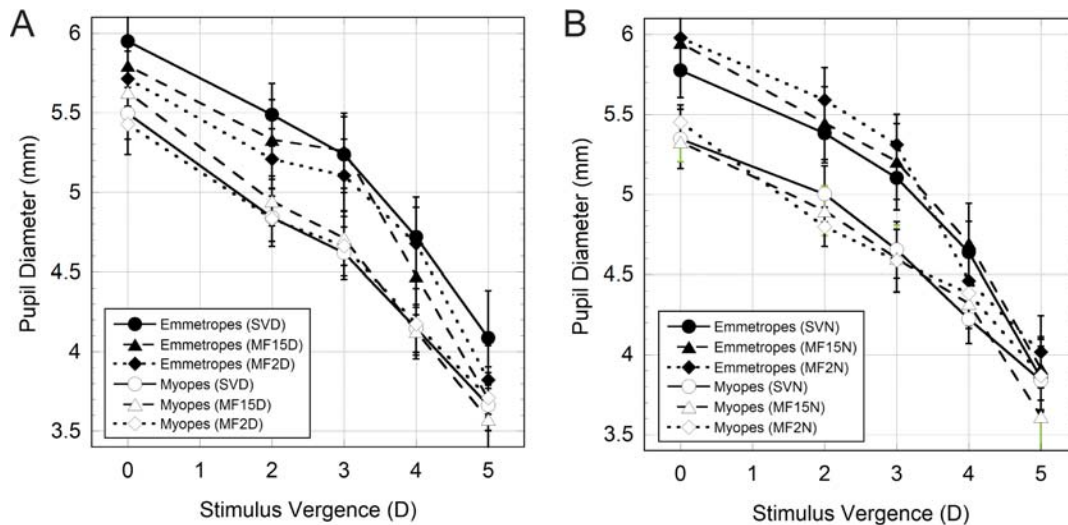 A
Pupil Diameter (mm)
6
5.5
5
4.5
4
3.5
Emmetropes (SVD)
Emmetropes (MF15D)
Emmetropes (MF2D)
Myopes (SVD)
Myopes (MF15D)
Myopes (MF2D)
0 1 2 3 4 5
Stimulus Vergence (D)
B
Pupil Diameter (mm)
6
5.5
5
4.5
4
3.5
Emmetropes (SVN)
Emmetropes (MF15N)
Emmetropes (MF2N)
Myopes (SVN)
Myopes (MF15N)
Myopes (MF2N)
0 1 2 3 4 5
Stimulus Vergence (D)